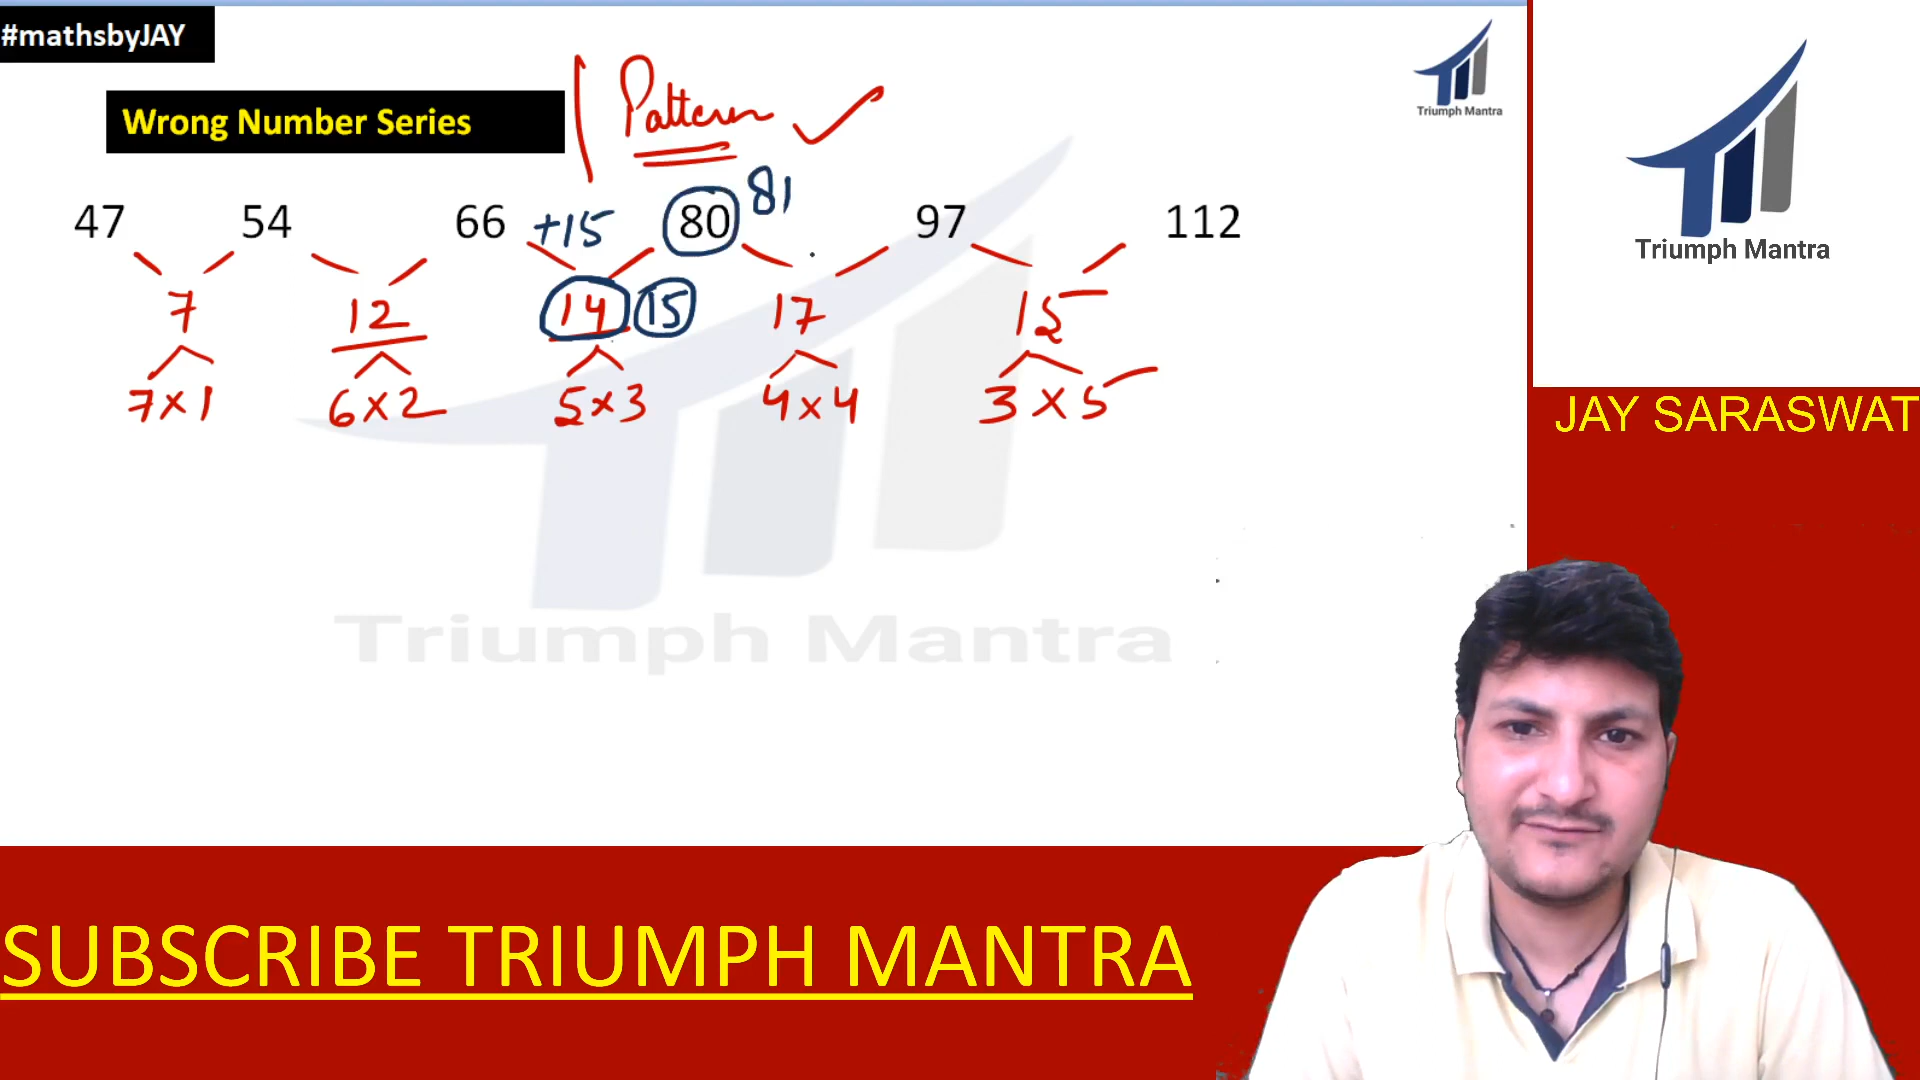 #mathsbyJAY
Wrong Number Series
Pattern
Triumph Mantra
Triumph Mantra
47 54 66 +15 80 81 97 112
7 12 14 15 17 15
7×1 6×2 5×3 4×4 3×5
JAY SARASWAT
Triumph Mantra
SUBSCRIBE TRIUMPH MANTRA